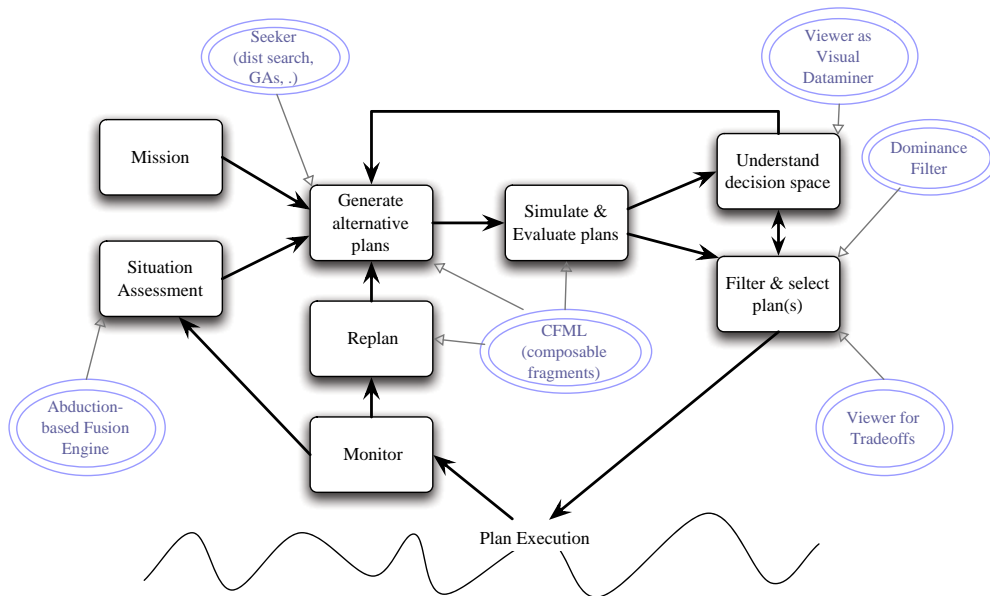 Seeker
(dist search,
GAs, .)
Viewer as
Visual
Dataminer
Mission
Understand
decision space
Dominance
Filter
Generate
alternative
plans
Simulate &
Evaluate plans
Situation
Assessment
Filter & select
plan(s)
Replan
CFML
(composable
fragments)
Abduction-
based Fusion
Engine
Monitor
Viewer for
Tradeoffs
Plan Execution